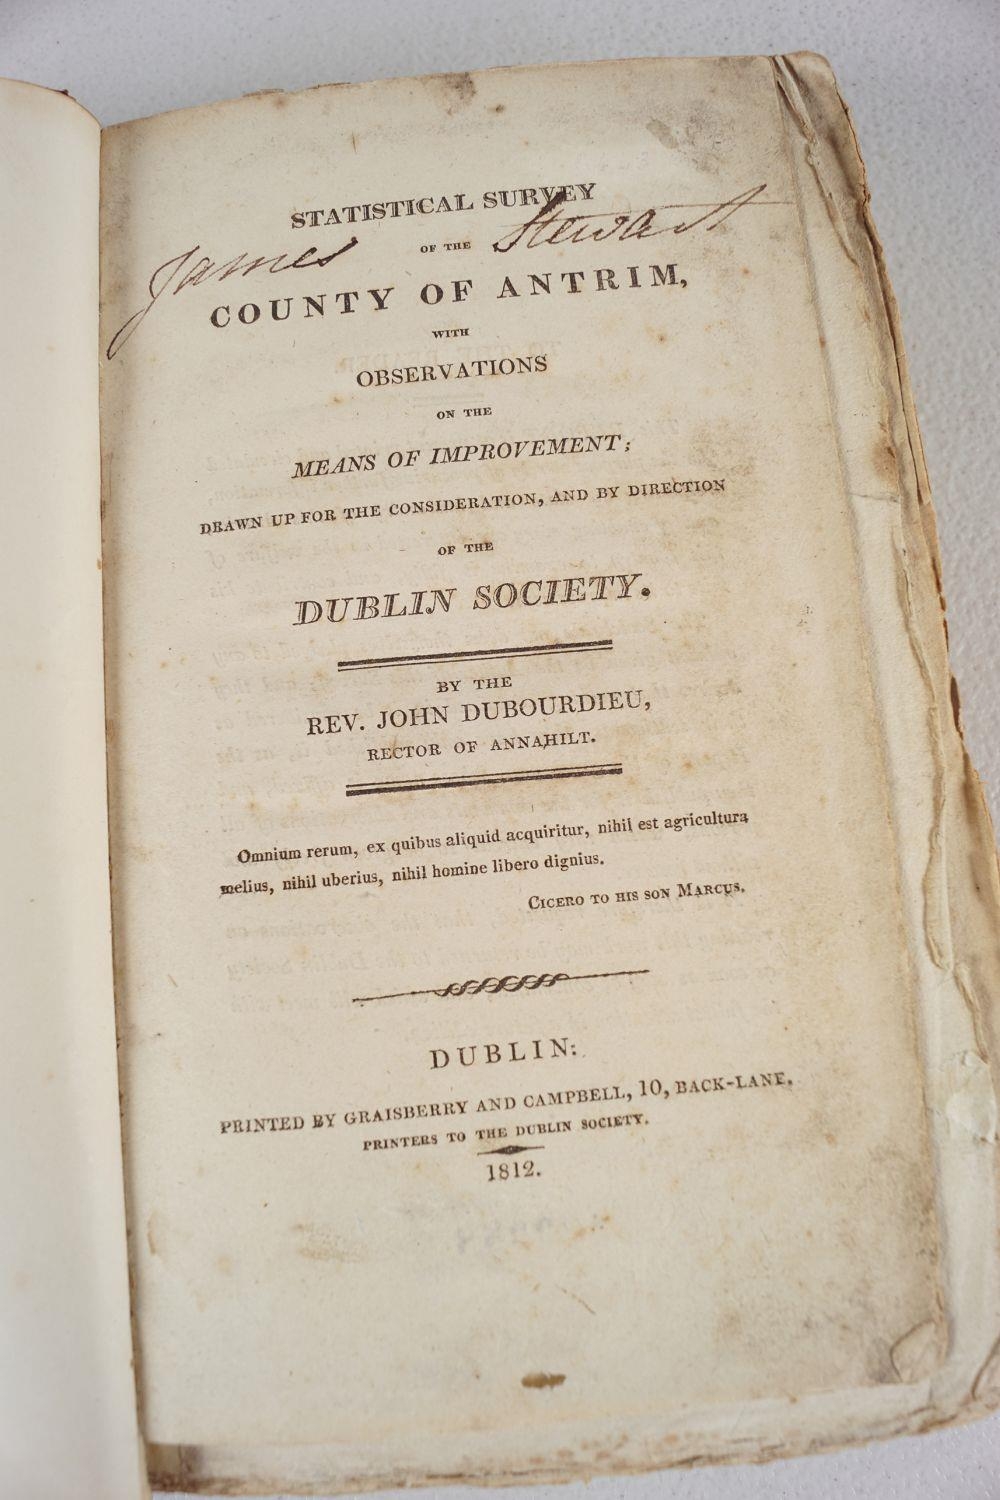 STATISTICAL SURVEY
James Stewart
OF THE
COUNTY OF ANTRIM,
WITH
OBSERVATIONS
ON THE
MEANS OF IMPROVEMENT;
DRAWN UP FOR THE CONSIDERATION, AND BY DIRECTION
OF THE
DUBLIN SOCIETY.
BY THE
REV. JOHN DUBOURDIEU,
RECTOR OF ANNAHILT.
Omnium rerum, ex quibus aliquid acquiritur, nihil est agricultura
melius, nihil uberius, nihil homine libero dignius.
CICERO TO HIS SON MARCUS.
DUBLIN:
PRINTED BY GRAISBERRY AND CAMPBELL, 10, BACK-LANE.
PRINTERS TO THE DUBLIN SOCIETY.
1812.